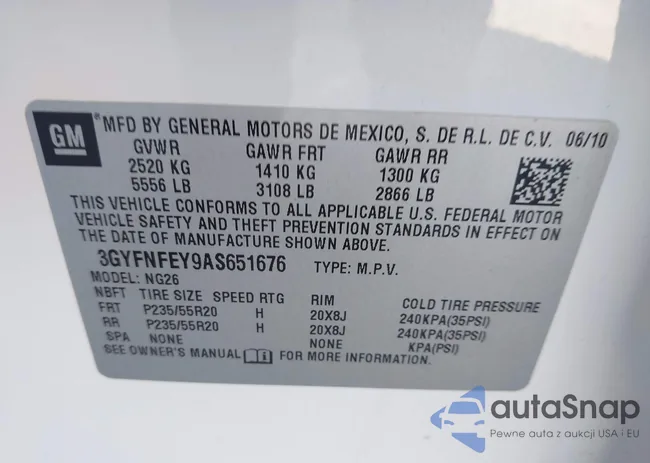 GM MFD BY GENERAL MOTORS DE MEXICO, S. DE R.L. DE C.V. 06/10
GVWR GAWR FRT GAWR RR
2520 KG 1410 KG 1300 KG
5556 LB 3108 LB 2866 LB
THIS VEHICLE CONFORMS TO ALL APPLICABLE U.S. FEDERAL MOTOR
VEHICLE SAFETY AND THEFT PREVENTION STANDARDS IN EFFECT ON
THE DATE OF MANUFACTURE SHOWN ABOVE.
3GYFNFEY9AS651676 TYPE: M.P.V.
MODEL: NG26
NBFT TIRE SIZE SPEED RTG RIM COLD TIRE PRESSURE
FRT P235/55R20 H 20X8J 240KPA(35PSI)
RR P235/55R20 H 20X8J 240KPA(35PSI)
SPA NONE NONE KPA(PSI)
SEE OWNER'S MANUAL i FOR MORE INFORMATION.
autaSnap
Pewne auta z aukcji USA i EU